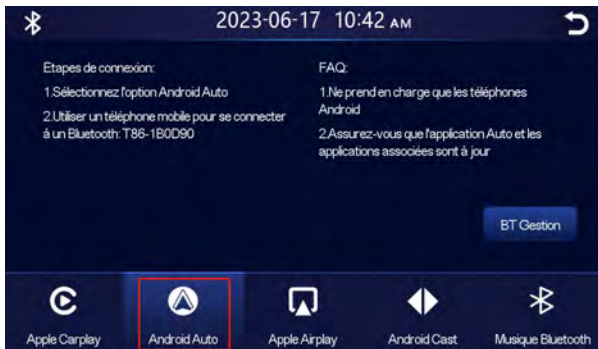 2023-06-17 10:42 AM
Etapes de connexion:
1.Sélectionnez l'option Android Auto
2.Utiliser un téléphone mobile pour se connecter
à un Bluetooth: T86-1B0D90
FAQ:
1.Ne prend en charge que les téléphones
Android
2.Assurez-vous que l'application Auto et les
applications associées sont à jour
BT Gestion
Apple Carplay
Android Auto
Apple Airplay
Android Cast
Musique Bluetooth